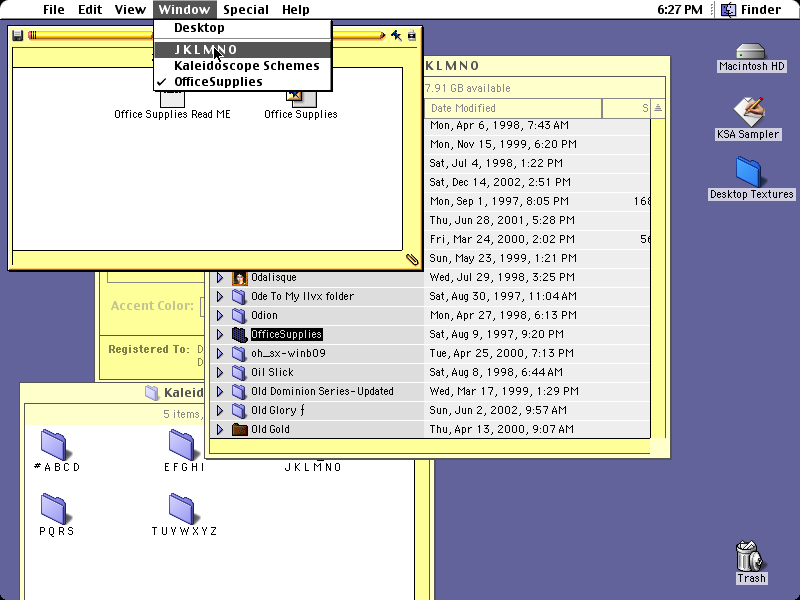 File Edit View Window Special Help 6:27 PM Finder
Desktop
J K L M N O
Kaleidoscope Schemes
✓ OfficeSupplies
Office Supplies Read ME Office Supplies
KLMNO
7.91 GB available
Date Modified S
Mon, Apr 6, 1998, 7:43 AM
Mon, Nov 15, 1999, 6:20 PM
Sat, Jul 4, 1998, 1:22 PM
Sat, Dec 14, 2002, 2:51 PM
Mon, Sep 1, 1997, 8:05 PM 168
Thu, Jun 28, 2001, 5:28 PM
Fri, Mar 24, 2000, 2:02 PM 56
Sun, May 23, 1999, 1:21 PM
Odalisque Wed, Jul 29, 1998, 3:25 PM
Ode To My IIvx folder Sat, Aug 30, 1997, 11:04 AM
Odion Mon, Apr 27, 1998, 6:13 PM
OfficeSupplies Sat, Aug 9, 1997, 9:20 PM
oh_sx-winb09 Tue, Apr 25, 2000, 7:13 PM
Oil Slick Sat, Aug 8, 1998, 6:44 AM
Old Dominion Series-Updated Wed, Mar 17, 1999, 1:29 PM
Old Glory ƒ Sun, Jun 2, 2002, 9:57 AM
Old Gold Thu, Apr 13, 2000, 9:07 AM
Accent Color:
Registered To: D
D
Kaleid
5 items,
#ABCD EFGHI JKLMNO
PQRS TUVWXYZ
Macintosh HD
KSA Sampler
Desktop Textures
Trash